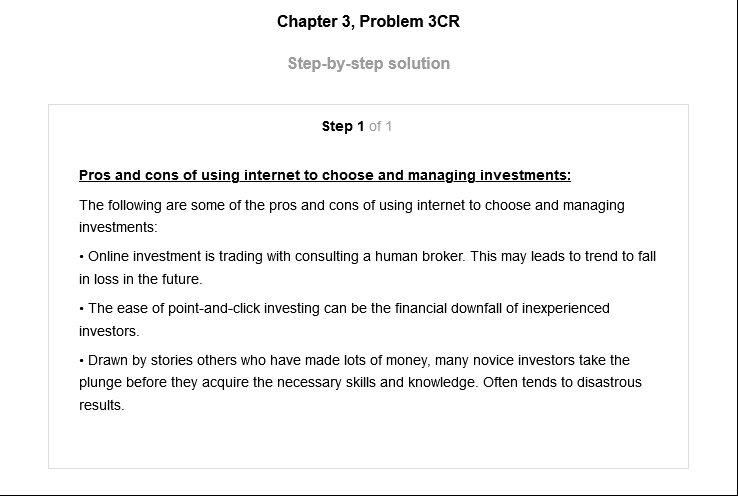 Chapter 3, Problem 3CR
Step-by-step solution
Step 1 of 1
Pros and cons of using internet to choose and managing investments:
The following are some of the pros and cons of using internet to choose and managing
investments:
• Online investment is trading with consulting a human broker. This may leads to trend to fall
in loss in the future.
• The ease of point-and-click investing can be the financial downfall of inexperienced
investors.
• Drawn by stories others who have made lots of money, many novice investors take the
plunge before they acquire the necessary skills and knowledge. Often tends to disastrous
results.